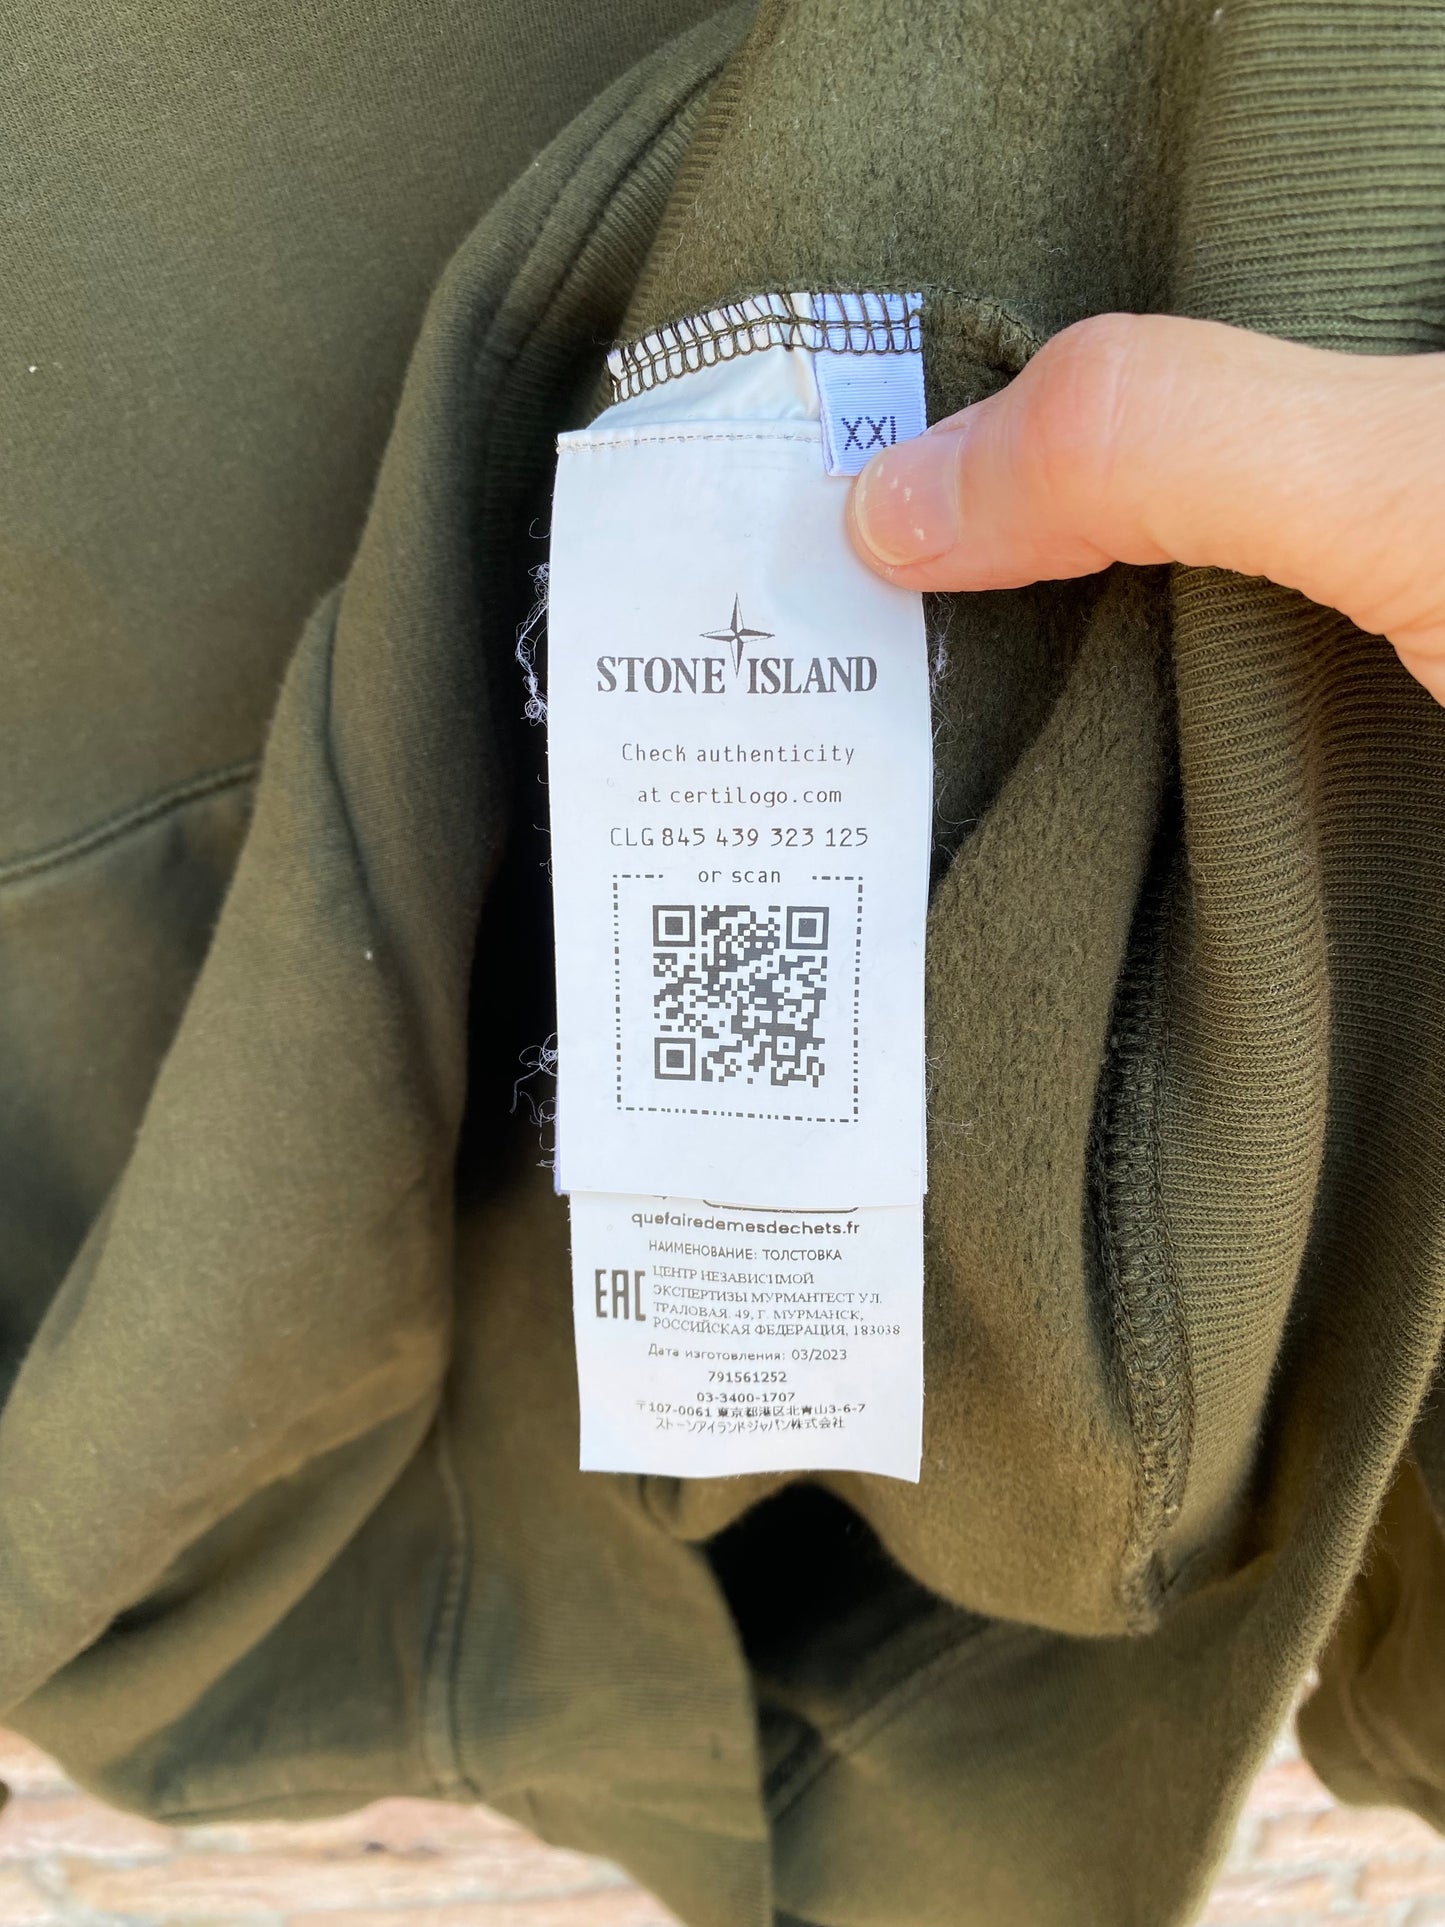 XXL
STONE ISLAND
Check authenticity
at certilogo.com
CLG 845 439 323 125
or scan
quefairedemesdechets.fr
НАИМЕНОВАНИЕ: ТОЛСТОВКА
EAC
ЦЕНТР НЕЗАВИСИМОЙ
ЭКСПЕРТИЗЫ МУРМАНТЕСТ УЛ.
ТРАЛОВАЯ. 49, Г. МУРМАНСК,
РОССИЙСКАЯ ФЕДЕРАЦИЯ, 183038
Дата изготовления: 03/2023
791561252
03-3400-1707
〒107-0061 東京都港区北青山3-6-7
ストーンアイランドジャパン株式会社